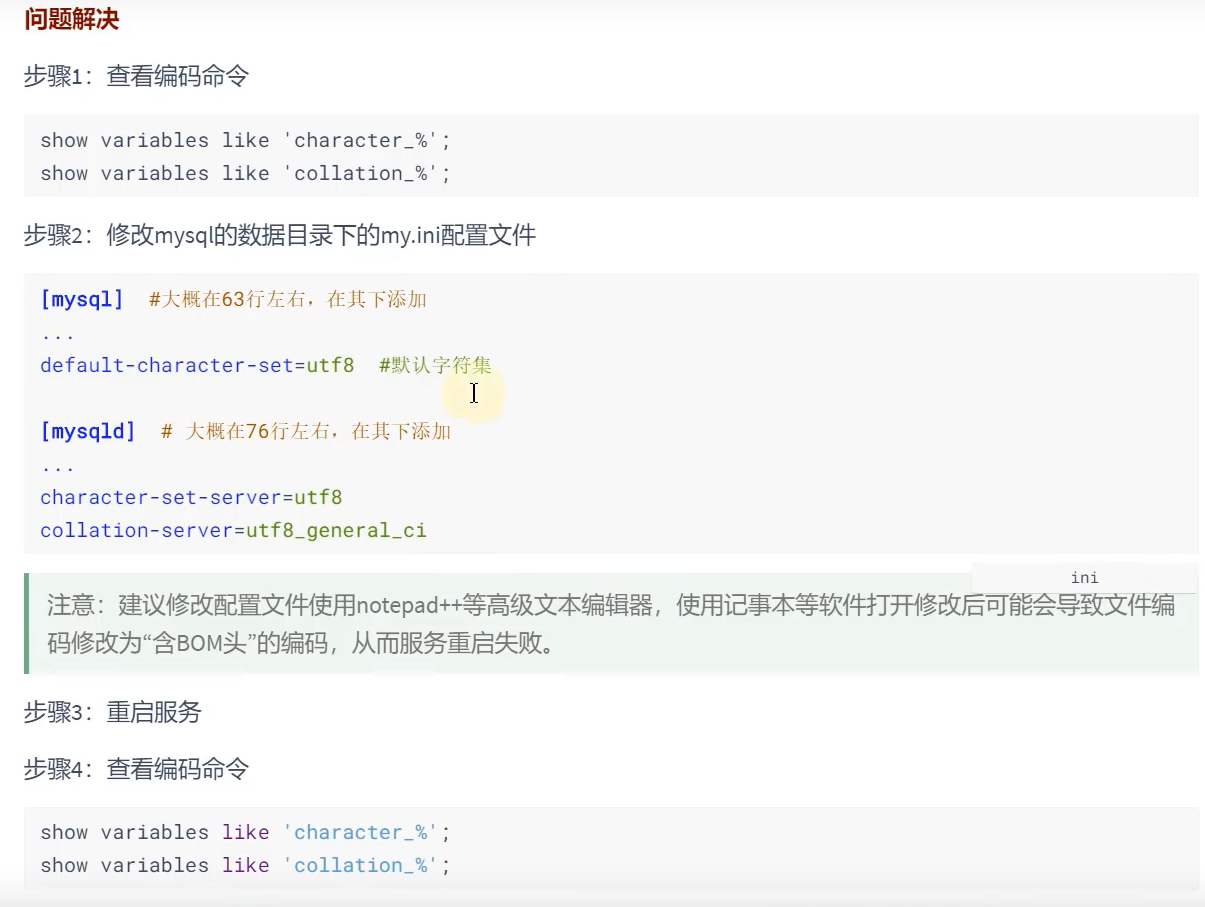 问题解决
步骤1：查看编码命令
show variables like 'character_%';
show variables like 'collation_%';
步骤2：修改mysql的数据目录下的my.ini配置文件
[mysql]  #大概在63行左右，在其下添加
...
default-character-set=utf8  #默认字符集
[mysqld]  # 大概在76行左右，在其下添加
...
character-set-server=utf8
collation-server=utf8_general_ci
ini
注意：建议修改配置文件使用notepad++等高级文本编辑器，使用记事本等软件打开修改后可能会导致文件编
码修改为“含BOM头”的编码，从而服务重启失败。
步骤3：重启服务
步骤4：查看编码命令
show variables like 'character_%';
show variables like 'collation_%';